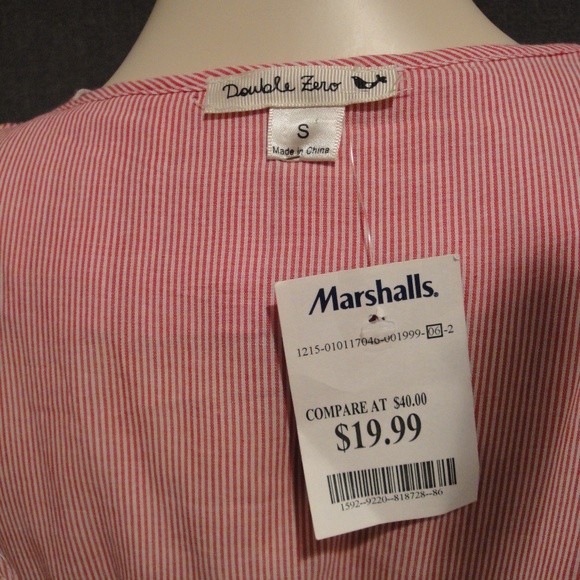 Double Zero
S
Made in China
Marshalls.
1215-010117046-001999-06-2
COMPARE AT $40.00
$19.99
1592--9220--818728--86